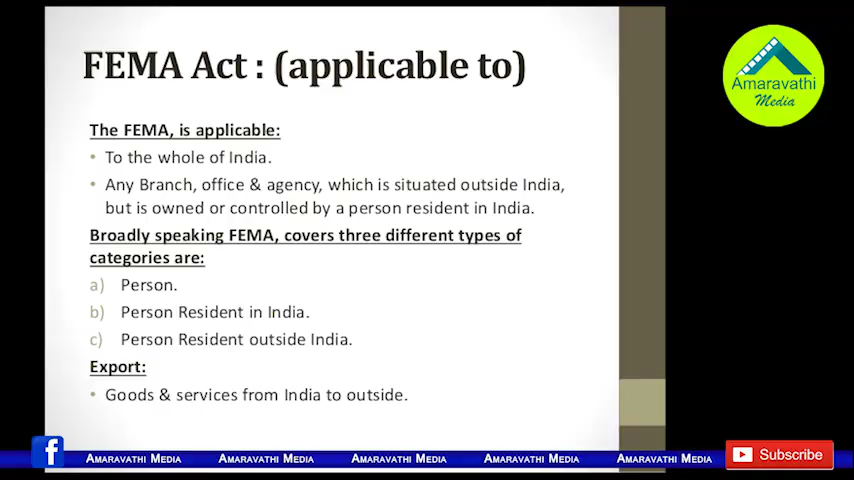 FEMA Act : (applicable to)
The FEMA, is applicable:
• To the whole of India.
• Any Branch, office & agency, which is situated outside India,
but is owned or controlled by a person resident in India.
Broadly speaking FEMA, covers three different types of
categories are:
a) Person.
b) Person Resident in India.
c) Person Resident outside India.
Export:
• Goods & services from India to outside.
Amaravathi
Media
f AMARAVATHI MEDIA AMARAVATHI MEDIA AMARAVATHI MEDIA AMARAVATHI MEDIA AMARAVATHI MEDIA Subscribe